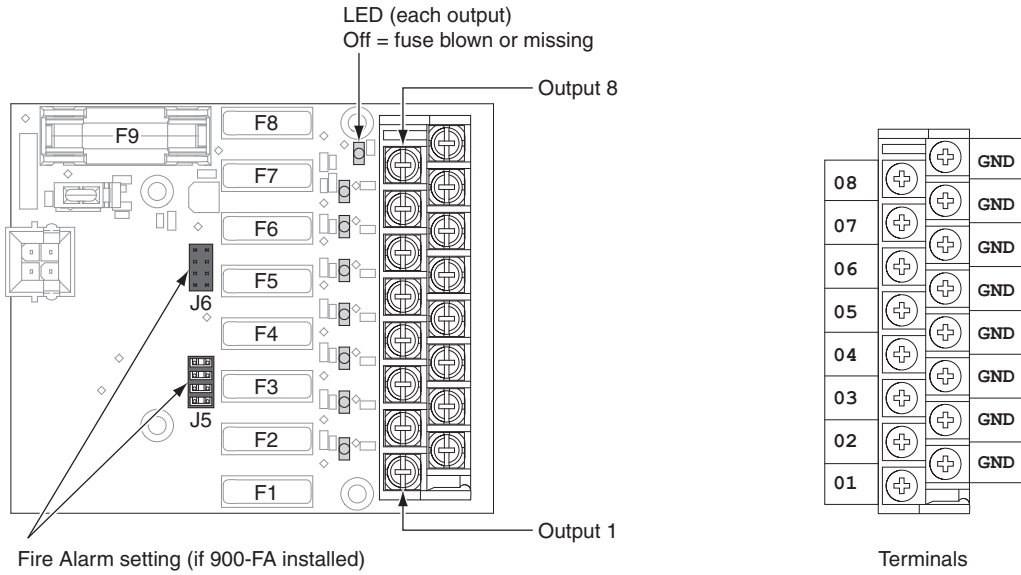 LED (each output)
Off = fuse blown or missing
Output 8
F9
F8
F7
F6
F5
J6
F4
F3
J5
F2
F1
Output 1
Fire Alarm setting (if 900-FA installed)
GND
08
GND
07
GND
06
GND
05
GND
04
GND
03
GND
02
GND
01
Terminals